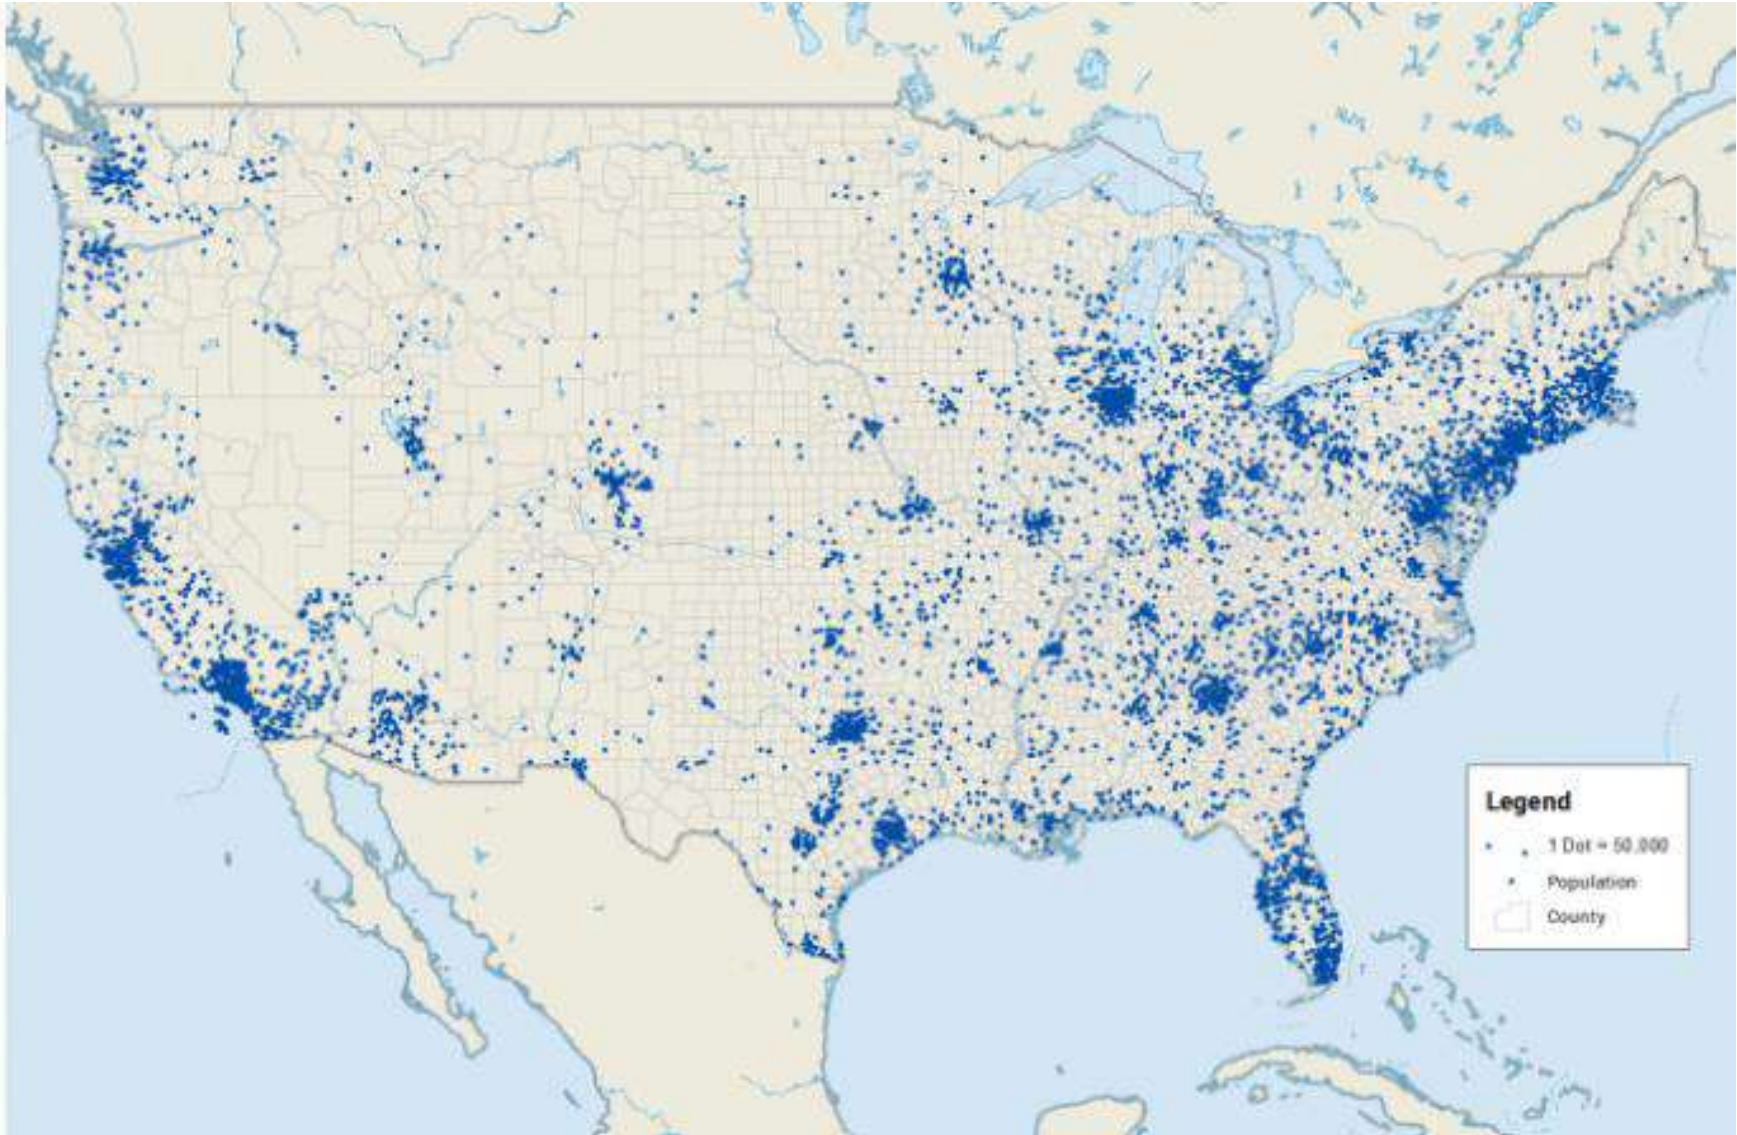 Legend
1 Dot = 50,000
Population
County